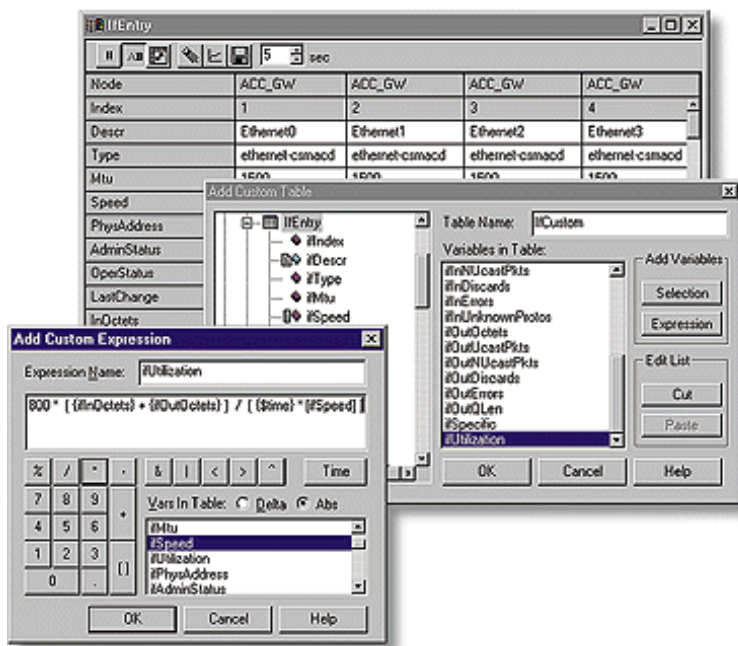 IfEntry
5 sec
Node ACC_GW ACC_GW ACC_GW ACC_GW
Index 1 2 3 4
Descr Ethernet0 Ethernet1 Ethernet2 Ethernet3
Type ethernet-csmacd ethernet-csmacd ethernet-csmacd ethernet-csmacd
Mtu 1500 1500 1500 1500
Speed
PhysAddress
AdminStatus
OperStatus
LastChange
InOctets
Add Custom Table
IfEntry
ifIndex
ifDescr
ifType
ifMtu
ifSpeed
Table Name: IfCustom
Variables in Table:
ifInNUcastPkts
ifInDiscards
ifInErrors
ifInUnknownProtos
ifOutOctets
ifOutUcastPkts
ifOutNUcastPkts
ifOutDiscards
ifOutErrors
ifOutQLen
ifSpecific
ifUtilization
Add Variables
Selection
Expression
Edit List
Cut
Paste
OK Cancel Help
Add Custom Expression
Expression Name: ifUtilization
800 * [ {ifInOctets} + {ifOutOctets} ] / [ {$time} * [ifSpeed] ]
% / * - & | < > ^ Time
7 8 9 +
4 5 6
1 2 3 []
0 .
Vars In Table: Delta Abs
ifMtu
ifSpeed
ifUtilization
ifPhysAddress
ifAdminStatus
OK Cancel Help